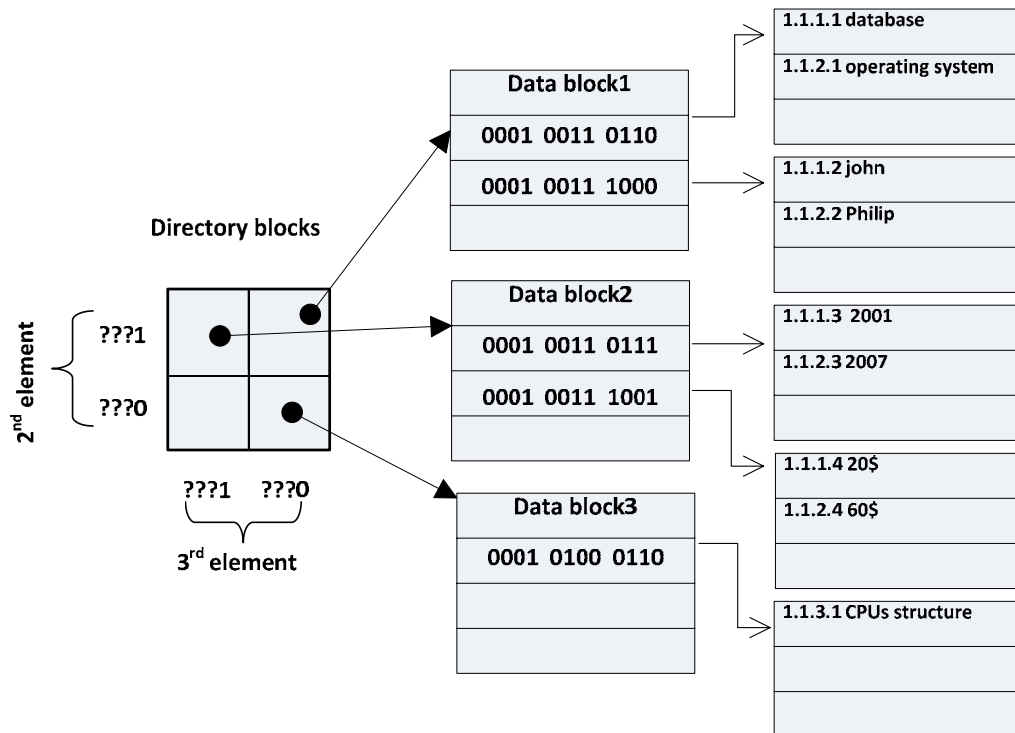 Directory blocks
2nd element
???1
???0
???1 ???0
3rd element
Data block1
0001 0011 0110
0001 0011 1000
Data block2
0001 0011 0111
0001 0011 1001
Data block3
0001 0100 0110
1.1.1.1 database
1.1.2.1 operating system
1.1.1.2 john
1.1.2.2 Philip
1.1.1.3 2001
1.1.2.3 2007
1.1.1.4 20$
1.1.2.4 60$
1.1.3.1 CPUs structure